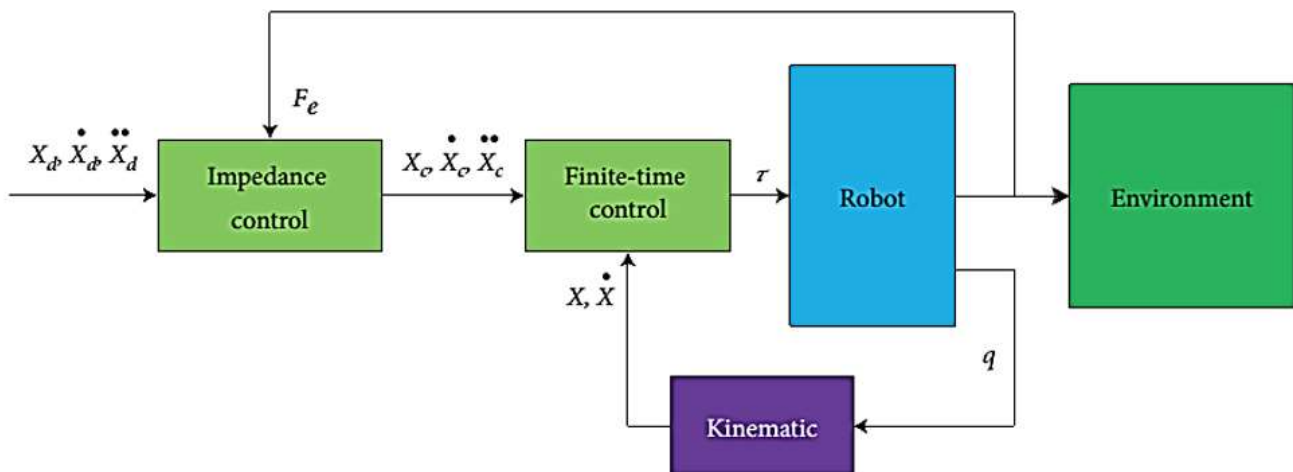 F_e
X_d, Ẋ_d, Ẍ_d
Impedance
control
X_c, Ẋ_c, Ẍ_c
Finite-time
control
τ
Robot
Environment
X, Ẋ
q
Kinematic